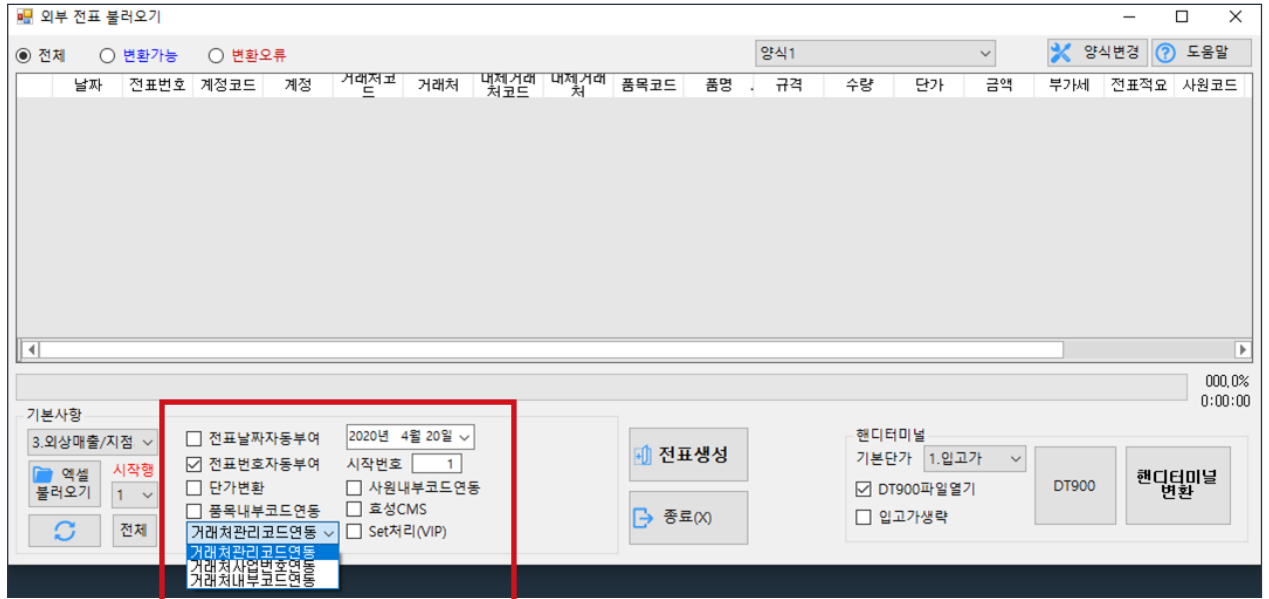 외부 전표 불러오기
전체 변환가능 변환오류 양식1 양식변경 도움말
날짜 전표번호 계정코드 계정 거래처코드 거래처 대체거래처코드 대체거래처 품목코드 품명 . 규격 수량 단가 금액 부가세 전표적요 사원코드
000,0%
0:00:00
기본사항
3.외상매출/지점
엑셀
불러오기
시작행
1
전체
전표날짜자동부여 2020년 4월 20일
전표번호자동부여 시작번호 1
단가변환 사원내부코드연동
품목내부코드연동 효성CMS
거래처관리코드연동 Set처리(VIP)
거래처관리코드연동
거래처사업번호연동
거래처내부코드연동
전표생성
종료(X)
핸디터미널
기본단가 1.입고가
DT900파일열기
입고가생략
DT900
핸디터미널
변환